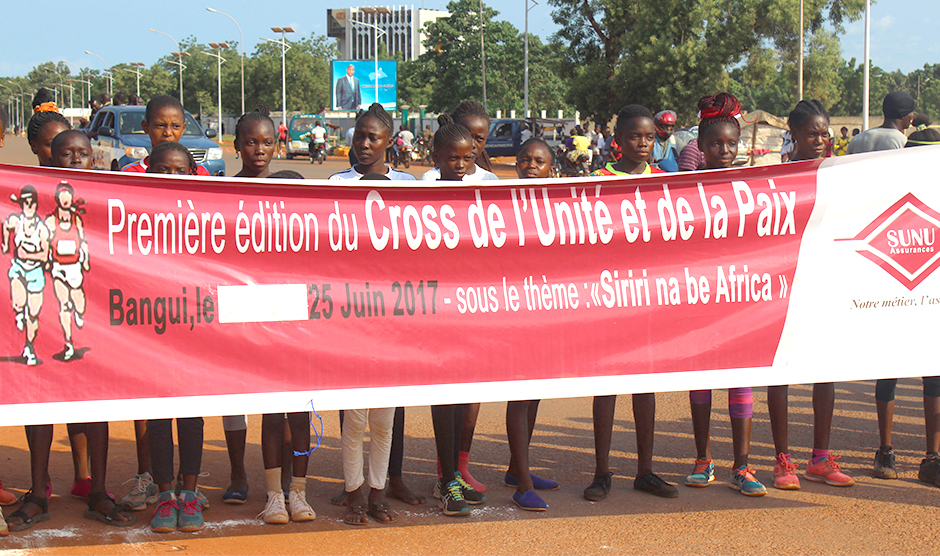 Première édition du Cross de l'Unité et de la Paix
Bangui,le 25 Juin 2017 - sous le thème :«Siriri na be Africa »
SUNU
Assurances
Notre métier, l'as